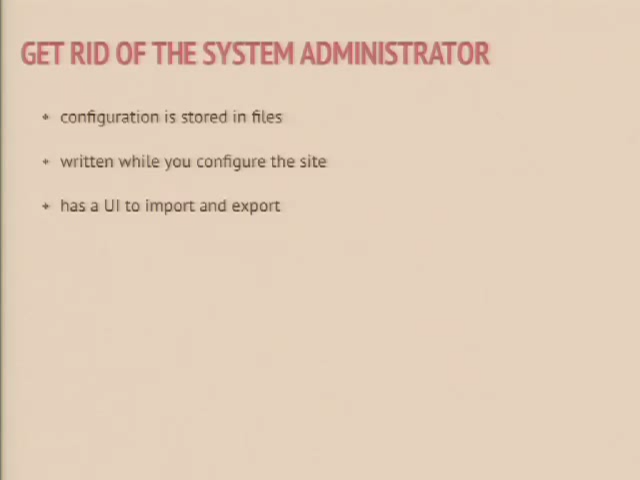 GET RID OF THE SYSTEM ADMINISTRATOR
configuration is stored in files
written while you configure the site
has a UI to import and export